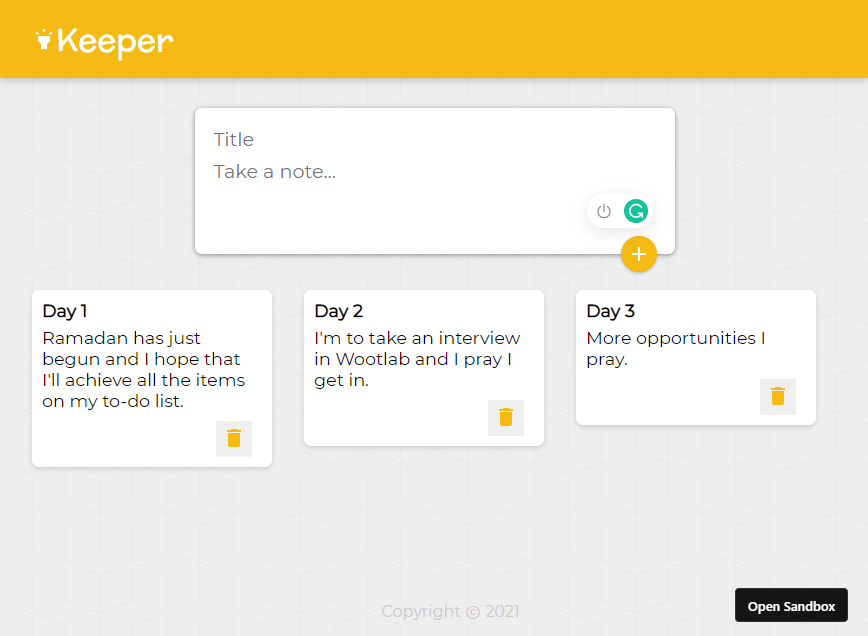 Keeper
Title
Take a note...
Day 1
Ramadan has just
begun and I hope that
I'll achieve all the items
on my to-do list.
Day 2
I'm to take an interview
in Wootlab and I pray I
get in.
Day 3
More opportunities I
pray.
Copyright © 2021
Open Sandbox